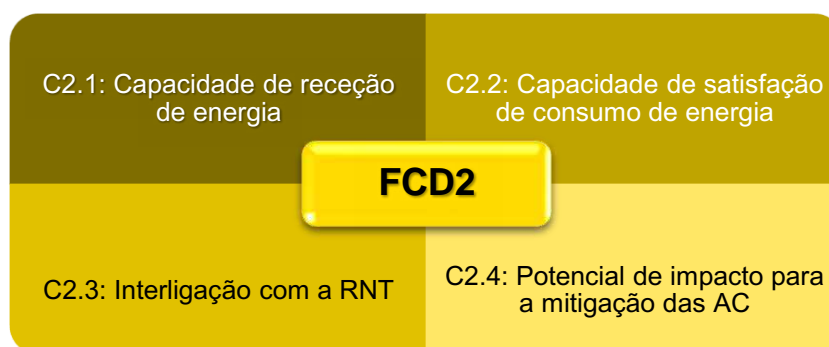 C2.1: Capacidade de receção
de energia
C2.2: Capacidade de satisfação
de consumo de energia
FCD2
C2.3: Interligação com a RNT
C2.4: Potencial de impacto para
a mitigação das AC